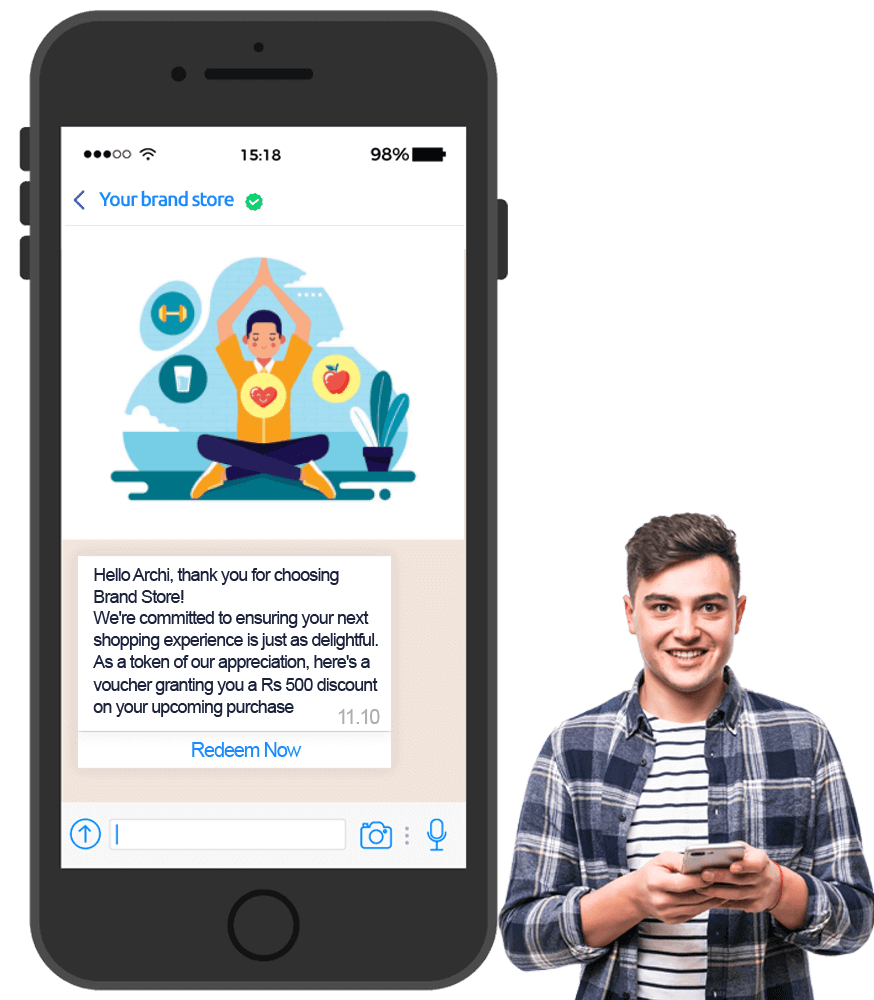 15:18
98%
Your brand store
Hello Archi, thank you for choosing
Brand Store!
We're committed to ensuring your next
shopping experience is just as delightful.
As a token of our appreciation, here's a
voucher granting you a Rs 500 discount
on your upcoming purchase
11.10
Redeem Now